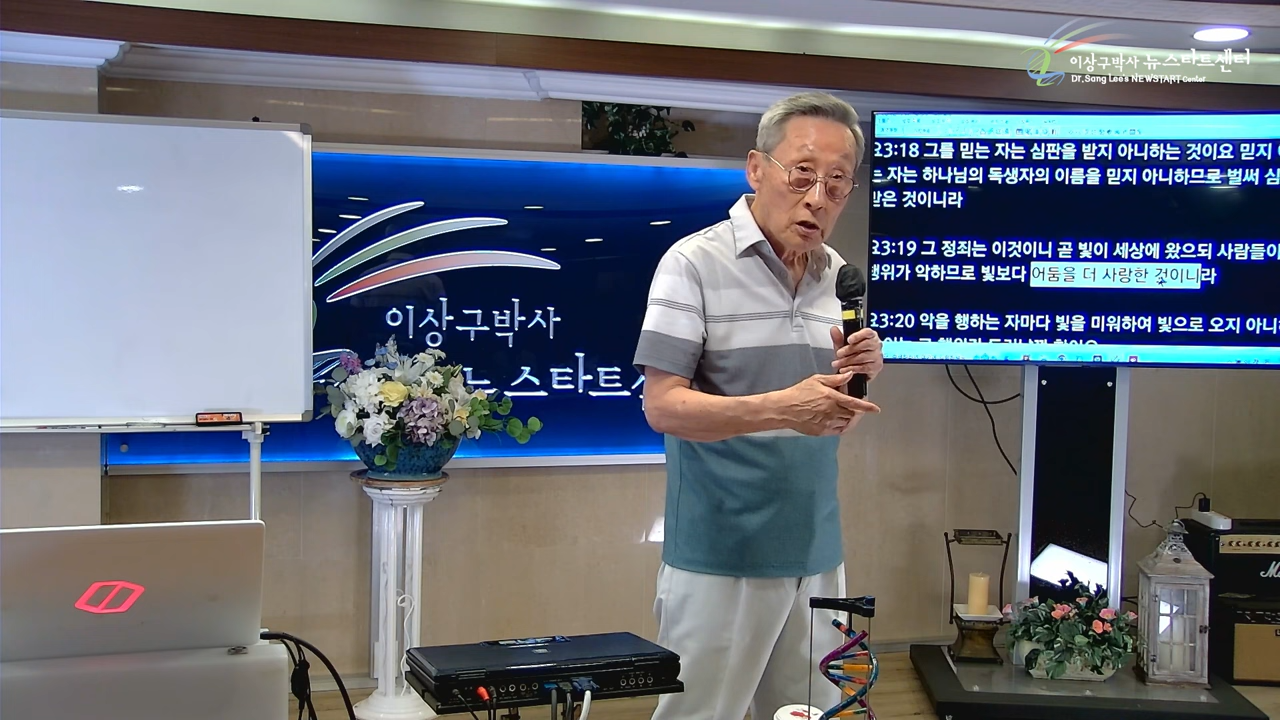 이상구박사 뉴스타트센터
Dr. Sang Lee's NEWSTART Center
요3:18 그를 믿는 자는 심판을 받지 아니하는 것이요 믿지
는 자는 하나님의 독생자의 이름을 믿지 아니하므로 벌써 심
받은 것이니라
요3:19 그 정죄는 이것이니 곧 빛이 세상에 왔으되 사람들이
행위가 악하므로 빛보다 어둠을 더 사랑한 것이니라
요3:20 악을 행하는 자마다 빛을 미워하여 빛으로 오지 아니
이상구박사
뉴스타트